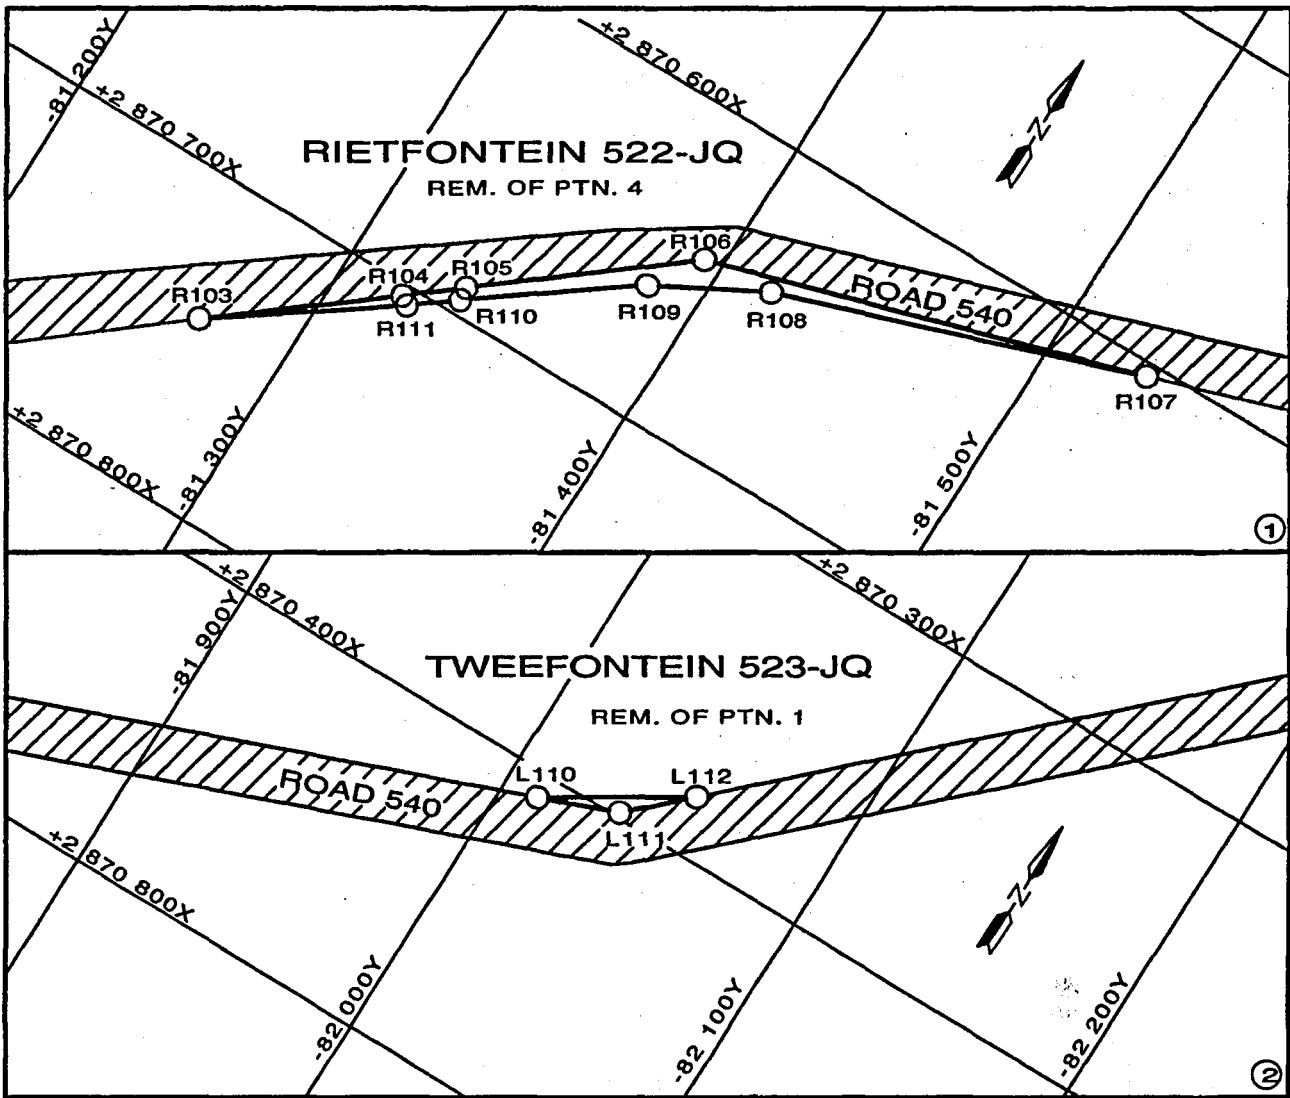 -81 200Y
+2 870 700X
+2 870 600X
N
RIETFONTEIN 522-JQ
REM. OF PTN. 4
R103
R104
R105
R106
R111
R110
R109
R108
ROAD 540
R107
+2 870 800X
-81 300Y
-81 400Y
-81 500Y
1
+2 870 400X
-81 900Y
+2 870 300X
TWEEFONTEIN 523-JQ
REM. OF PTN. 1
ROAD 540
L110
L112
L111
+2 870 800X
N
-82 000Y
-82 100Y
-82 200Y
2